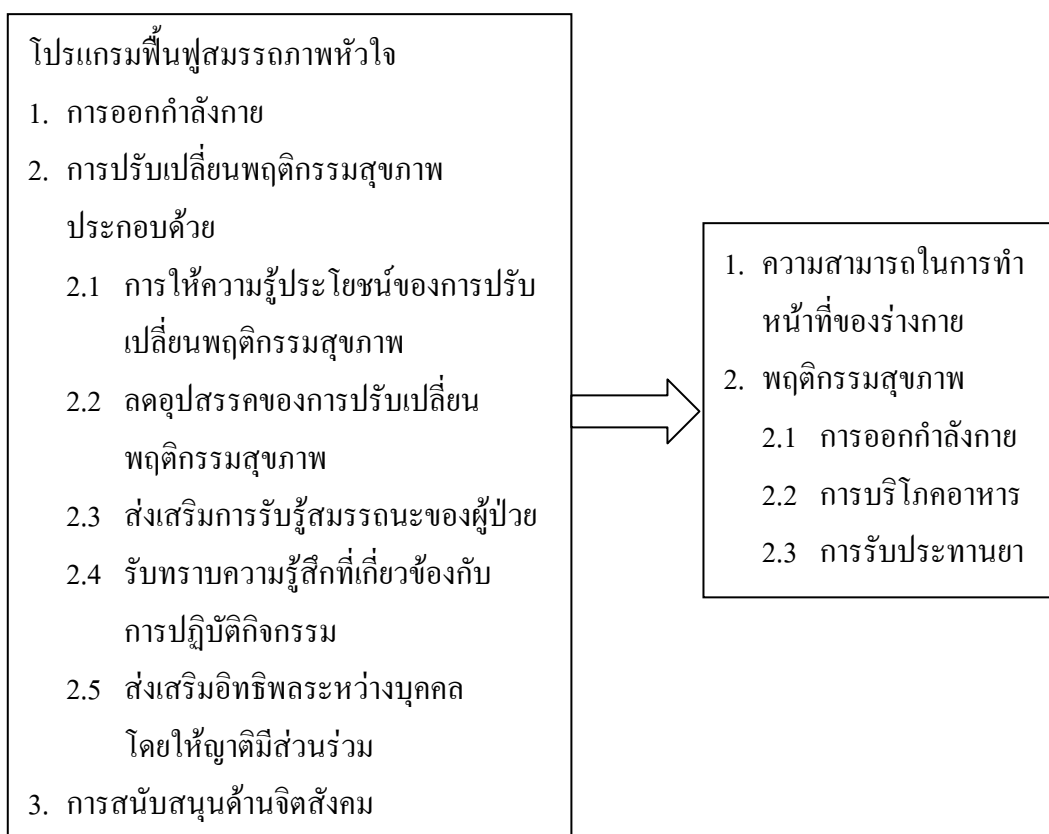 โปรแกรมฟื้นฟูสมรรถภาพหัวใจ
1. การออกกำลังกาย
2. การปรับเปลี่ยนพฤติกรรมสุขภาพ
ประกอบด้วย
2.1 การให้ความรู้ประโยชน์ของการปรับ
เปลี่ยนพฤติกรรมสุขภาพ
2.2 ลดอุปสรรคของการปรับเปลี่ยน
พฤติกรรมสุขภาพ
2.3 ส่งเสริมการรับรู้สมรรถนะของผู้ป่วย
2.4 รับทราบความรู้สึกที่เกี่ยวข้องกับ
การปฏิบัติกิจกรรม
2.5 ส่งเสริมอิทธิพลระหว่างบุคคล
โดยให้ญาติมีส่วนร่วม
3. การสนับสนุนด้านจิตสังคม
1. ความสามารถในการทำ
หน้าที่ของร่างกาย
2. พฤติกรรมสุขภาพ
2.1 การออกกำลังกาย
2.2 การบริโภคอาหาร
2.3 การรับประทานยา